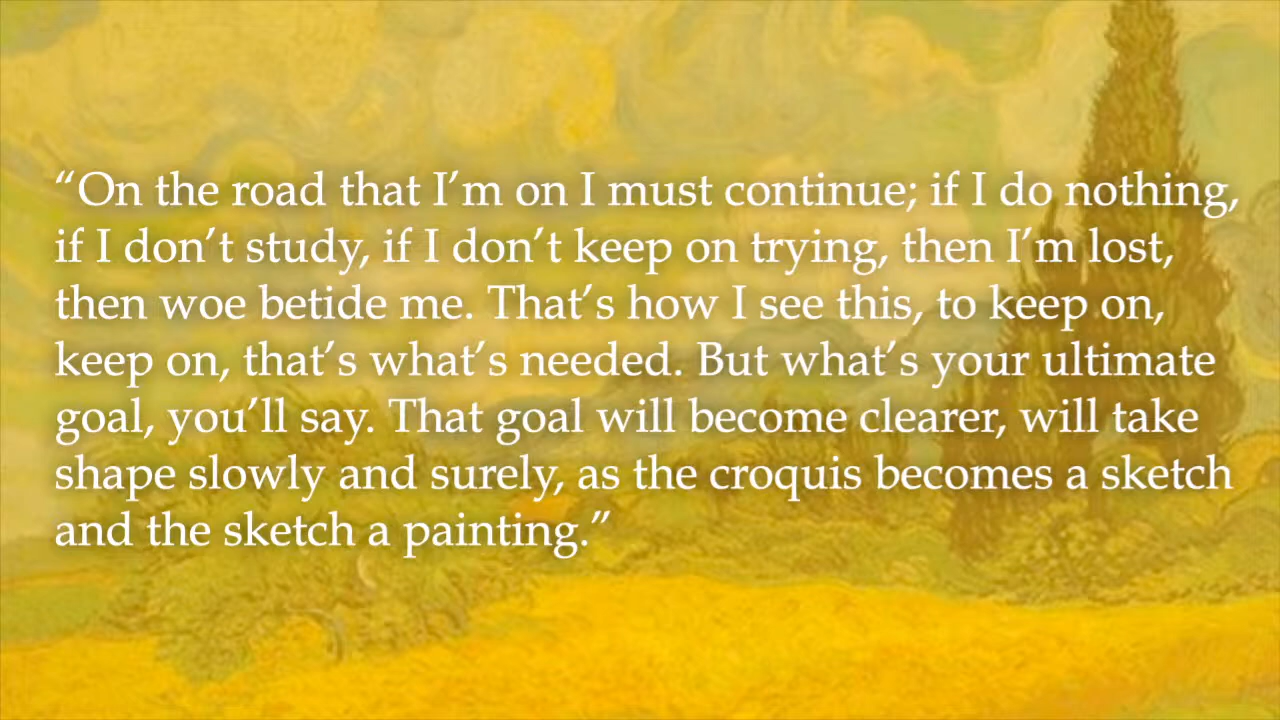 “On the road that I’m on I must continue; if I do nothing,
if I don’t study, if I don’t keep on trying, then I’m lost,
then woe betide me. That’s how I see this, to keep on,
keep on, that’s what’s needed. But what’s your ultimate
goal, you’ll say. That goal will become clearer, will take
shape slowly and surely, as the croquis becomes a sketch
and the sketch a painting.”